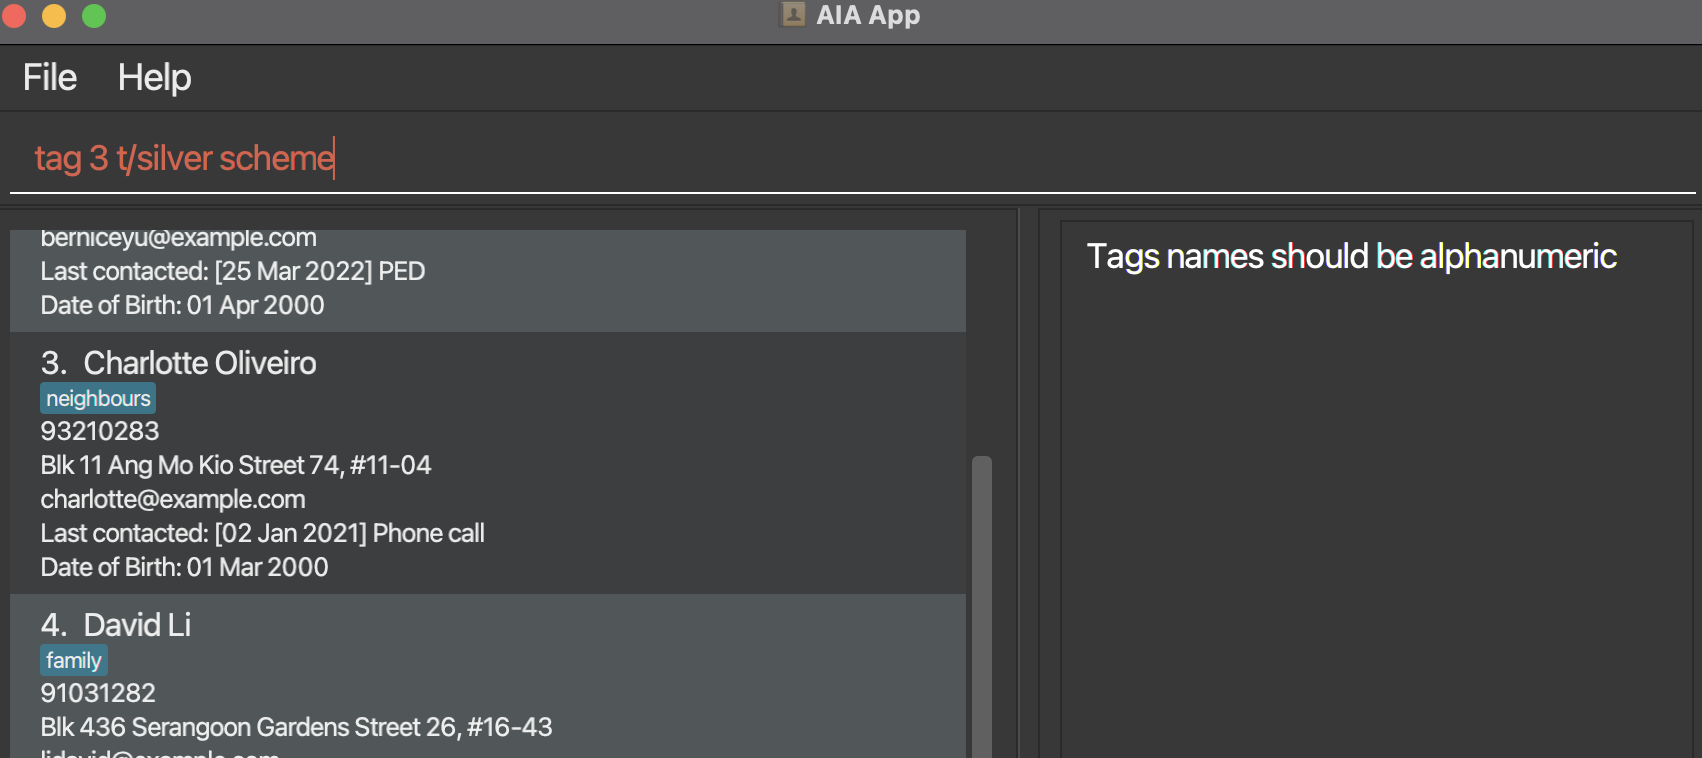 AIA App
File Help
tag 3 t/silver scheme
berniceyu@example.com
Last contacted: [25 Mar 2022] PED
Date of Birth: 01 Apr 2000
3. Charlotte Oliveiro
neighbours
93210283
Blk 11 Ang Mo Kio Street 74, #11-04
charlotte@example.com
Last contacted: [02 Jan 2021] Phone call
Date of Birth: 01 Mar 2000
4. David Li
family
91031282
Blk 436 Serangoon Gardens Street 26, #16-43
lidavid@example.com
Tags names should be alphanumeric